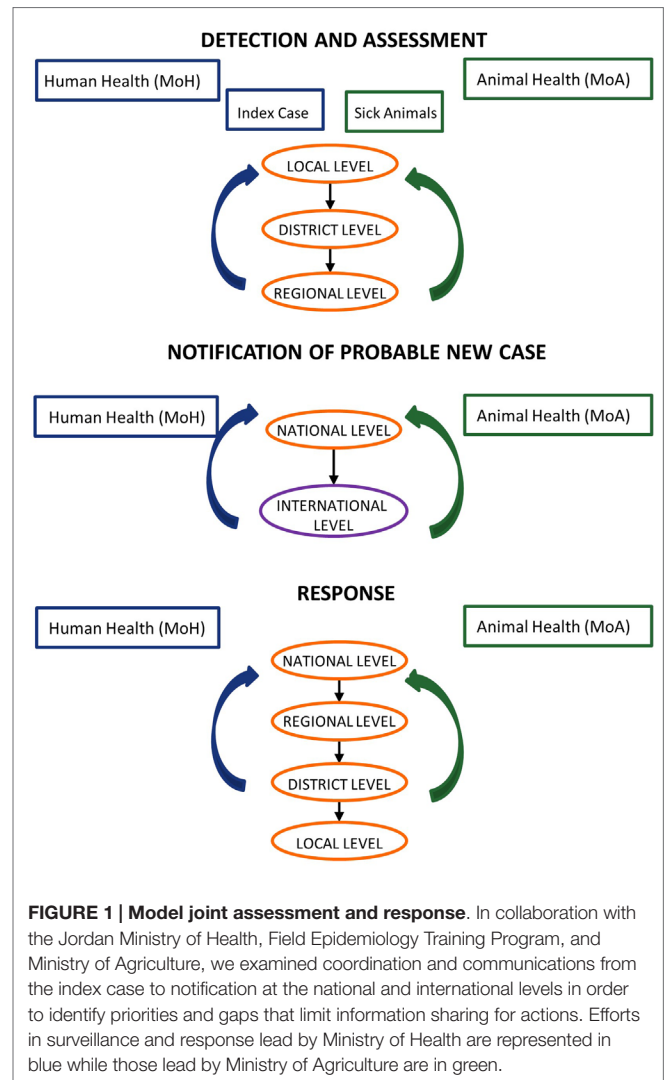 DETECTION AND ASSESSMENT
Human Health (MoH)
Animal Health (MoA)
Index Case
Sick Animals
LOCAL LEVEL
DISTRICT LEVEL
REGIONAL LEVEL
NOTIFICATION OF PROBABLE NEW CASE
Human Health (MoH)
Animal Health (MoA)
NATIONAL LEVEL
INTERNATIONAL
LEVEL
RESPONSE
Human Health (MoH)
Animal Health (MoA)
NATIONAL LEVEL
REGIONAL LEVEL
DISTRICT LEVEL
LOCAL LEVEL
FIGURE 1 | Model joint assessment and response. In collaboration with
the Jordan Ministry of Health, Field Epidemiology Training Program, and
Ministry of Agriculture, we examined coordination and communications from
the index case to notification at the national and international levels in order
to identify priorities and gaps that limit information sharing for actions. Efforts
in surveillance and response lead by Ministry of Health are represented in
blue while those lead by Ministry of Agriculture are in green.